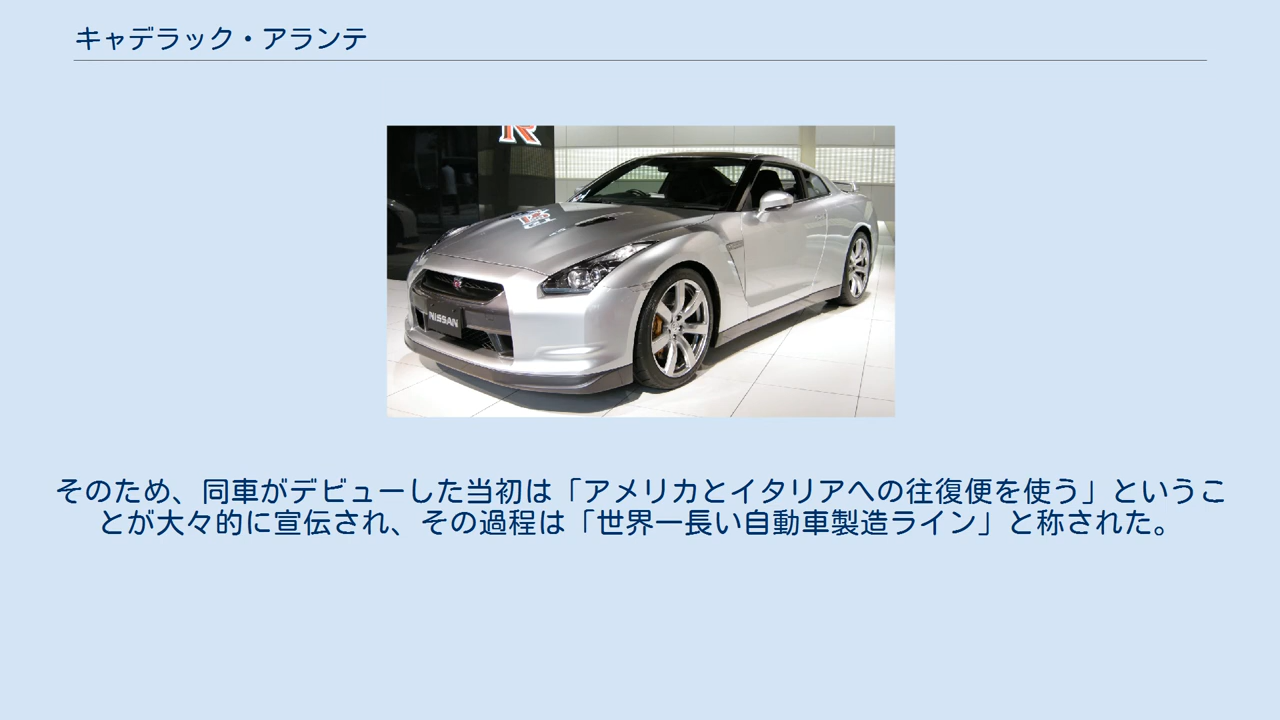 キャデラック・アランテ
R
NISSAN
そのため、同車がデビューした当初は「アメリカとイタリアへの往復便を使う」というこ
とが大々的に宣伝され、その過程は「世界一長い自動車製造ライン」と称された。